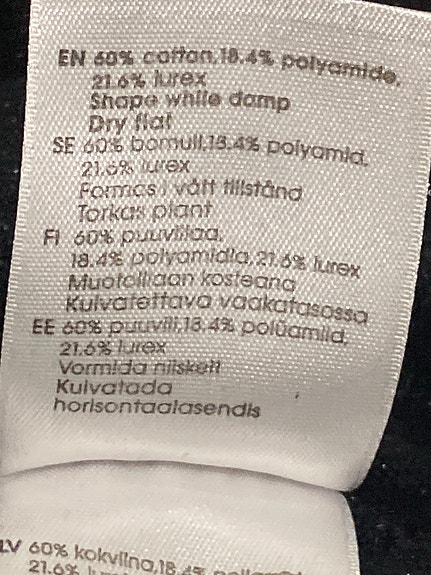 EN 60% cotton,18.4% polyamide,
21.6% lurex
Shape while damp
Dry flat
SE 60% bomull,18.4% polyamid,
21.6% lurex
Formas i vått tillstånd
Torkas plant
FI 60% puuvillaa,
18.4% polyamidia,21.6% lurex
Muotoillaan kosteana
Kuivatettava vaakatasossa
EE 60% puuvill,18.4% polüamiid,
21.6% lurex
Vormida niiskelt
Kuivatada
horisontaalasendis
LV 60% kokvilna,18.4%
21.6%